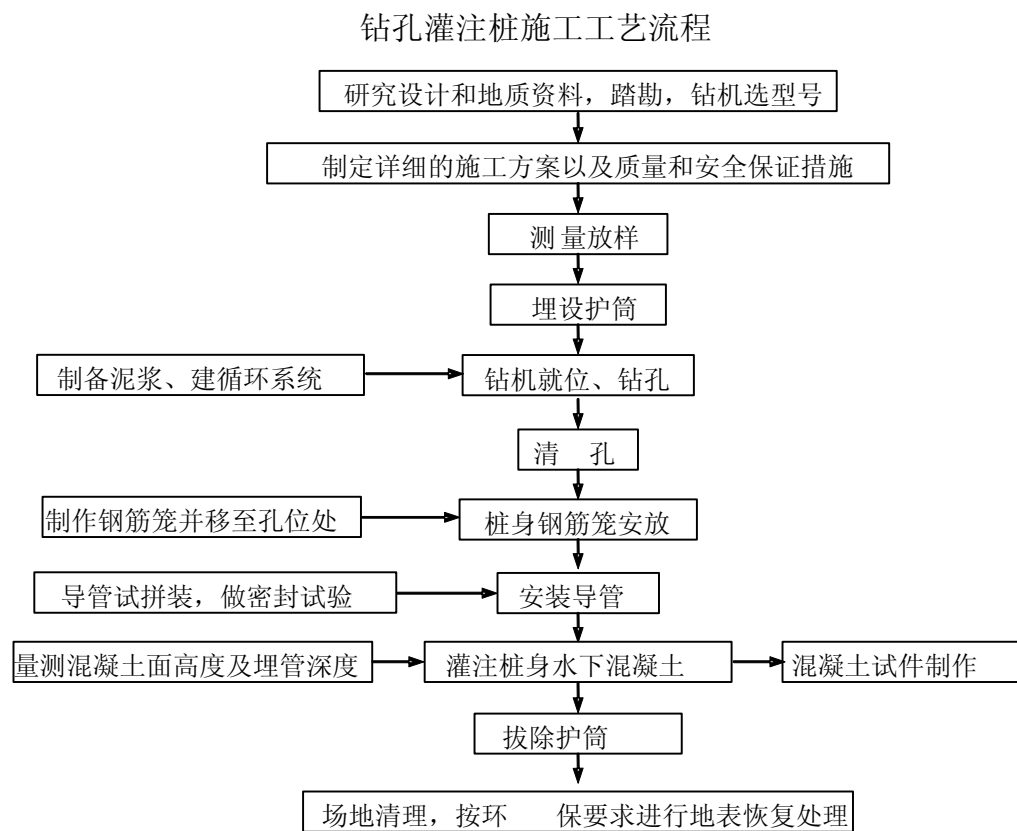 钻孔灌注桩施工工艺流程
研究设计和地质资料，踏勘，钻机选型号
制定详细的施工方案以及质量和安全保证措施
测 量放样
埋设护筒
制备泥浆、建循环系统
钻机就位、钻孔
清 孔
制作钢筋笼并移至孔位处
桩身钢筋笼安放
导管试拼装，做密封试验
安装导管
量测混凝土面高度及埋管深度
灌注桩身水下混凝土
混凝土试件制作
拔除护筒
场地清理，按环 保要求进行地表恢复处理